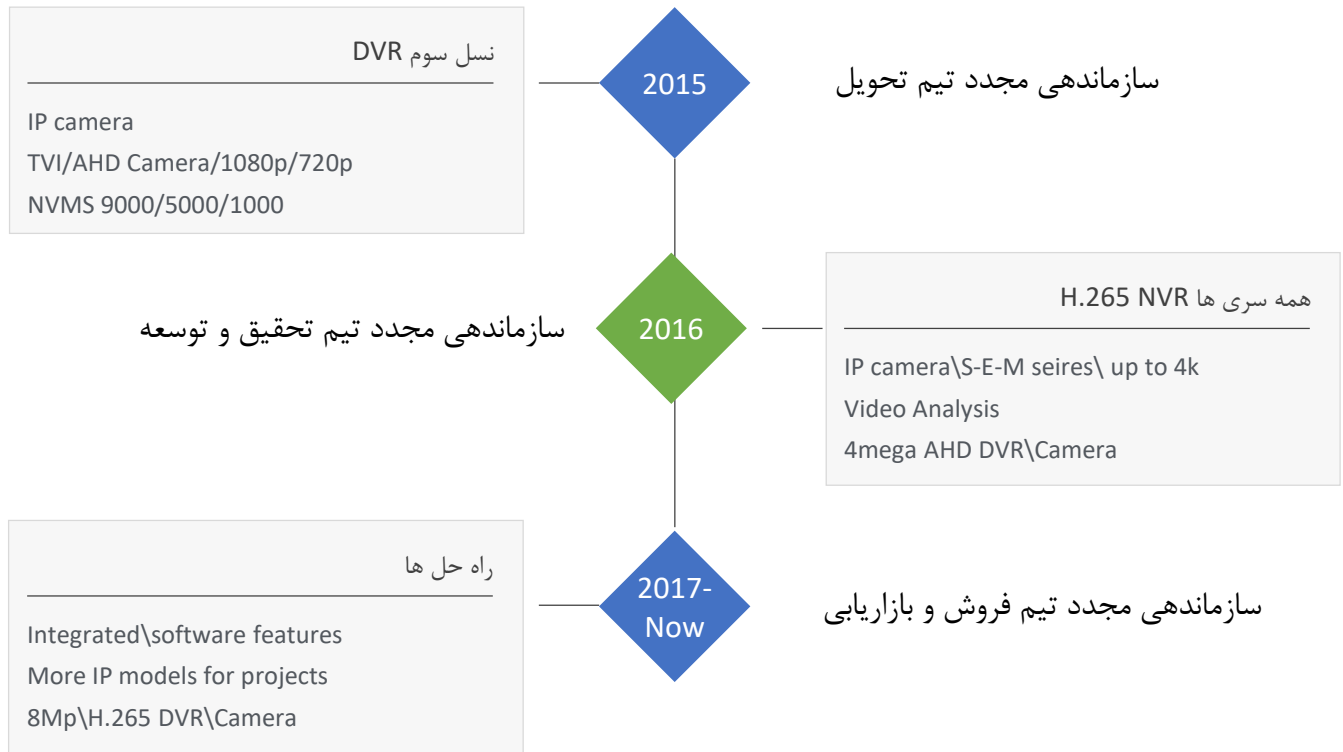 نسل سوم DVR
IP camera
TVI/AHD Camera/1080p/720p
NVMS 9000/5000/1000
2015
سازماندهی مجدد تیم تحویل
سازماندهی مجدد تیم تحقیق و توسعه
2016
همه سری ها H.265 NVR
IP camera\S-E-M seires\ up to 4k
Video Analysis
4mega AHD DVR\Camera
راه حل ها
Integrated\software features
More IP models for projects
8Mp\H.265 DVR\Camera
2017-
Now
سازماندهی مجدد تیم فروش و بازاریابی